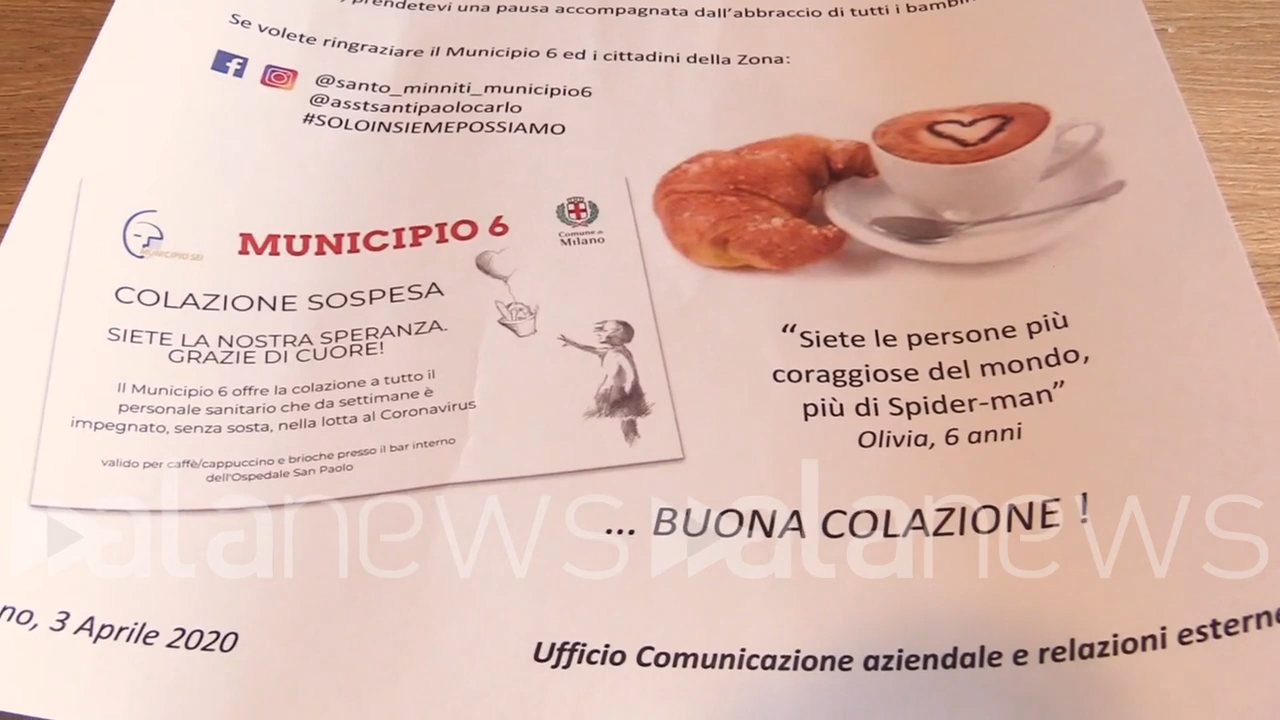 prendetevi una pausa accompagnata dall'abbraccio di tutti i
Se volete ringraziare il Municipio 6 ed i cittadini della Zona:
@santo_minniti_municipio6
@asstsantipaolocarlo
#SOLOINSIEMEPOSSIAMO
MUNICIPIO SEI
MUNICIPIO 6
Comune di
Milano
COLAZIONE SOSPESA
SIETE LA NOSTRA SPERANZA.
GRAZIE DI CUORE!
Il Municipio 6 offre la colazione a tutto il
personale sanitario che da settimane è
impegnato, senza sosta, nella lotta al Coronavirus
valido per caffè/cappuccino e brioche presso il bar interno
dell'Ospedale San Paolo
“Siete le persone più
coraggiose del mondo,
più di Spider-man”
Olivia, 6 anni
... BUONA COLAZIONE !
alanews alanews
no, 3 Aprile 2020
Ufficio Comunicazione aziendale e relazioni esterne